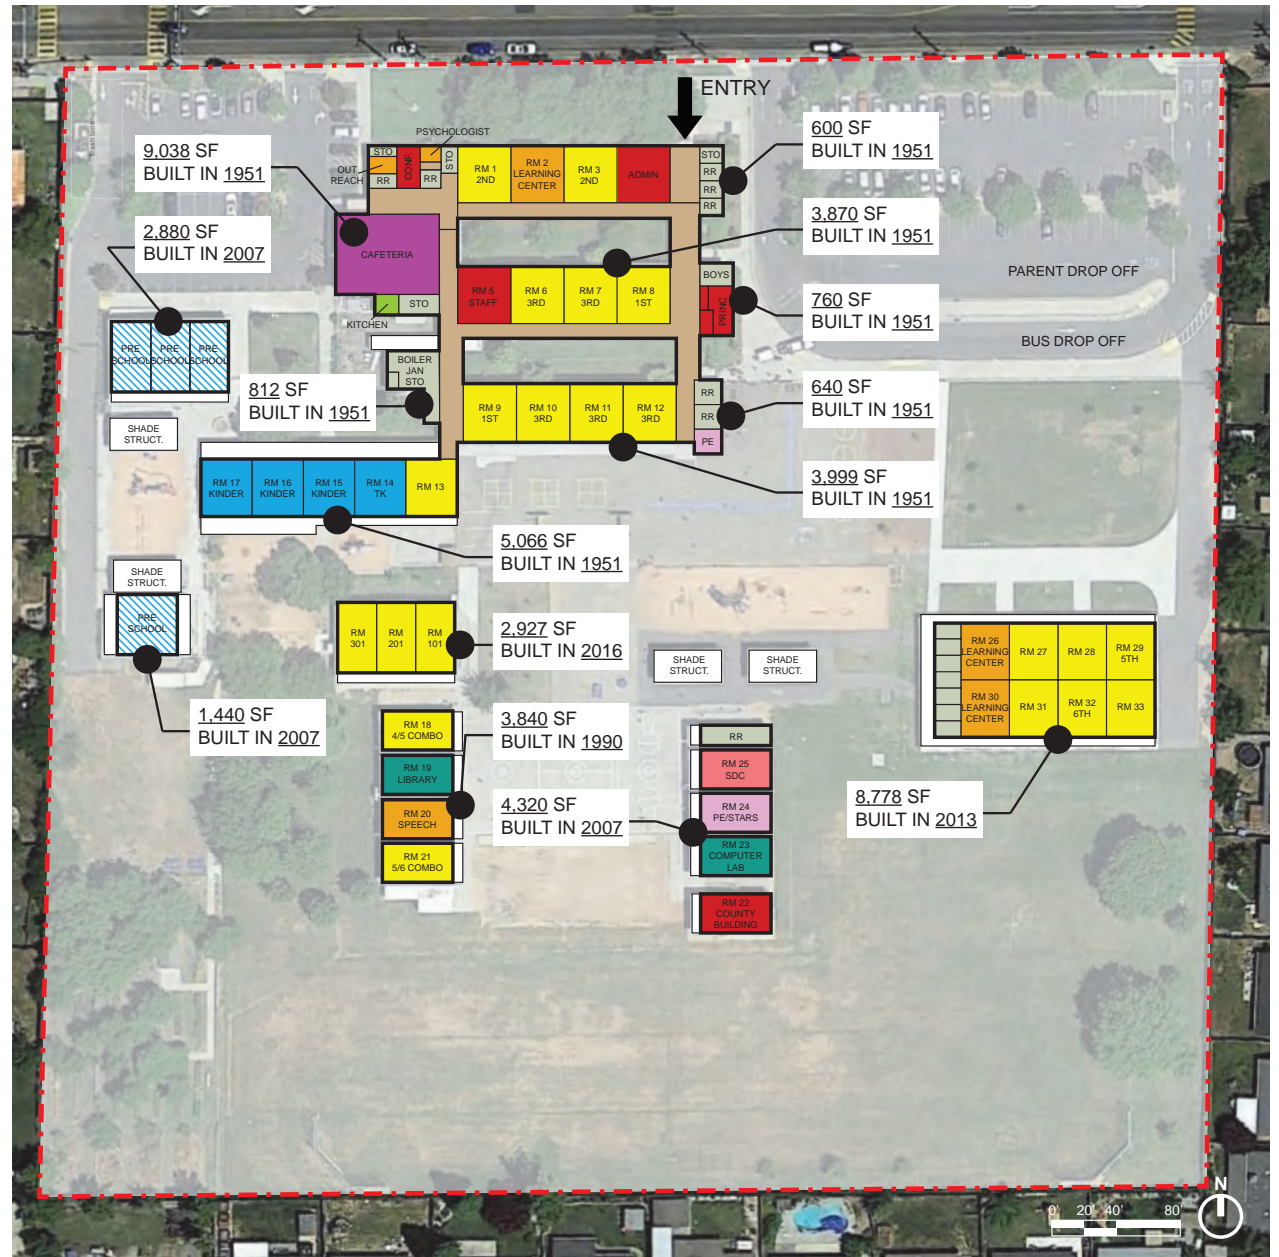 ENTRY
Trash bins
600 SF
BUILT IN 1951
9,038 SF
BUILT IN 1951
PSYCHOLOGIST
STO
OUT
REACH
RR
CONF.
RR
STO
RM 1
2ND
RM 2
LEARNING
CENTER
RM 3
2ND
ADMIN
STO
RR
RR
RR
3,870 SF
BUILT IN 1951
2,880 SF
BUILT IN 2007
CAFETERIA
PARENT DROP OFF
RM 5
STAFF
RM 6
3RD
RM 7
3RD
RM 8
1ST
BOYS
PRINC.
760 SF
BUILT IN 1951
STO
KITCHEN
BUS DROP OFF
PRE
SCHOOL
PRE
SCHOOL
PRE
SCHOOL
BOILER
JAN
STO
812 SF
BUILT IN 1951
640 SF
BUILT IN 1951
RM 9
1ST
RM 10
3RD
RM 11
3RD
RM 12
3RD
RR
RR
PE
SHADE
STRUCT.
3,999 SF
BUILT IN 1951
RM 17
KINDER
RM 16
KINDER
RM 15
KINDER
RM 14
TK
RM 13
5,066 SF
BUILT IN 1951
SHADE
STRUCT.
PRE
SCHOOL
RM
301
RM
201
RM
101
2,927 SF
BUILT IN 2016
SHADE
STRUCT.
SHADE
STRUCT.
RM 26
LEARNING
CENTER
RM 27
RM 28
RM 29
5TH
RM 30
LEARNING
CENTER
RM 31
RM 32
6TH
RM 33
1,440 SF
BUILT IN 2007
RM 18
4/5 COMBO
RM 19
LIBRARY
RM 20
SPEECH
RM 21
5/6 COMBO
3,840 SF
BUILT IN 1990
4,320 SF
BUILT IN 2007
RR
RM 25
SDC
RM 24
PE/STARS
RM 23
COMPUTER
LAB
RM 22
COUNTY
BUILDING
8,778 SF
BUILT IN 2013
N
0' 20' 40' 80'